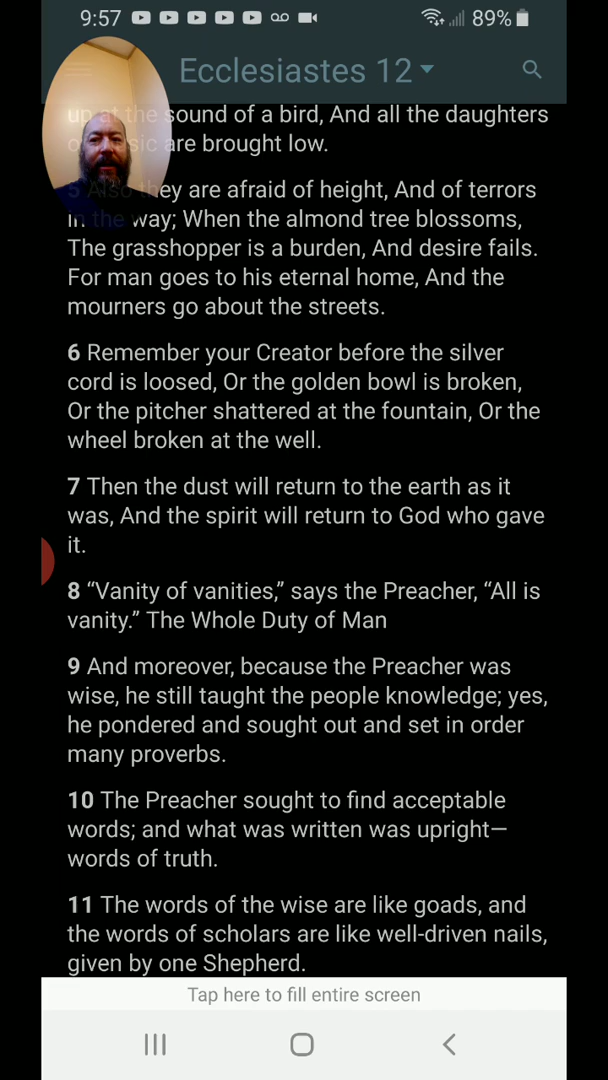 9:57 89%
Ecclesiastes 12
up at the sound of a bird, And all the daughters
are brought low.
5 Also they are afraid of height, And of terrors
in the way; When the almond tree blossoms,
The grasshopper is a burden, And desire fails.
For man goes to his eternal home, And the
mourners go about the streets.
6 Remember your Creator before the silver
cord is loosed, Or the golden bowl is broken,
Or the pitcher shattered at the fountain, Or the
wheel broken at the well.
7 Then the dust will return to the earth as it
was, And the spirit will return to God who gave
it.
8 “Vanity of vanities,” says the Preacher, “All is
vanity.” The Whole Duty of Man
9 And moreover, because the Preacher was
wise, he still taught the people knowledge; yes,
he pondered and sought out and set in order
many proverbs.
10 The Preacher sought to find acceptable
words; and what was written was upright—
words of truth.
11 The words of the wise are like goads, and
the words of scholars are like well-driven nails,
given by one Shepherd.
Tap here to fill entire screen